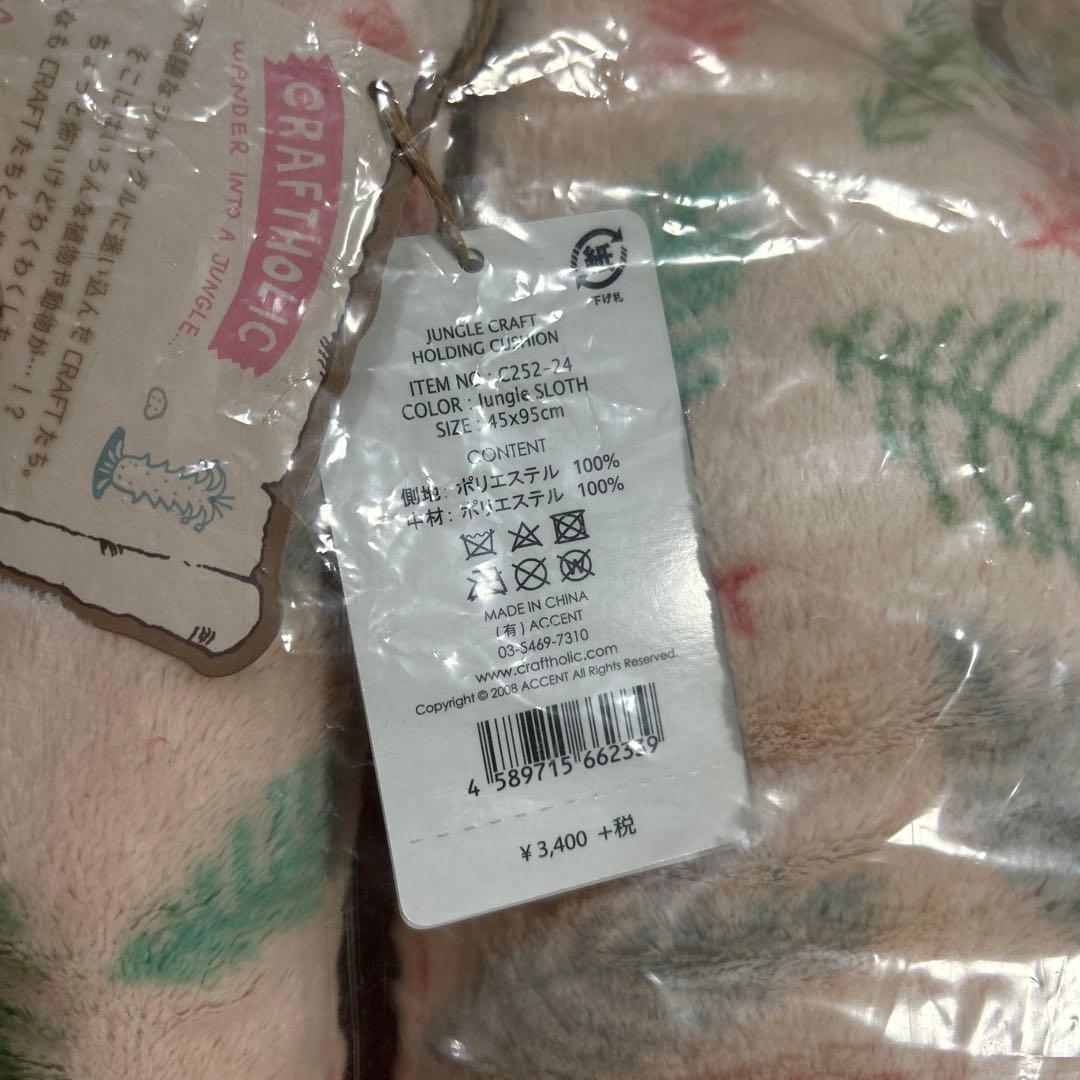 CRAFTHOLIC
WANDER INTO A JUNGLE...
不思議なジャングルに迷い込んだCRAFTたち。
そこにはいろんな植物や動物が…!?
ちょっと怖いけどわくわくしち
なもCRAFTたちと
紙
下げ札
JUNGLE CRAFT
HOLDING CUSHION
ITEM NO : C252-24
COLOR : Jungle SLOTH
SIZE : 45x95cm
CONTENT
側地: ポリエステル 100%
中材: ポリエステル 100%
W
MADE IN CHINA
(有) ACCENT
03-5469-7310
www.craftholic.com
Copyright © 2008 ACCENT All Rights Reserved.
4 589715 662339
¥ 3,400 +税